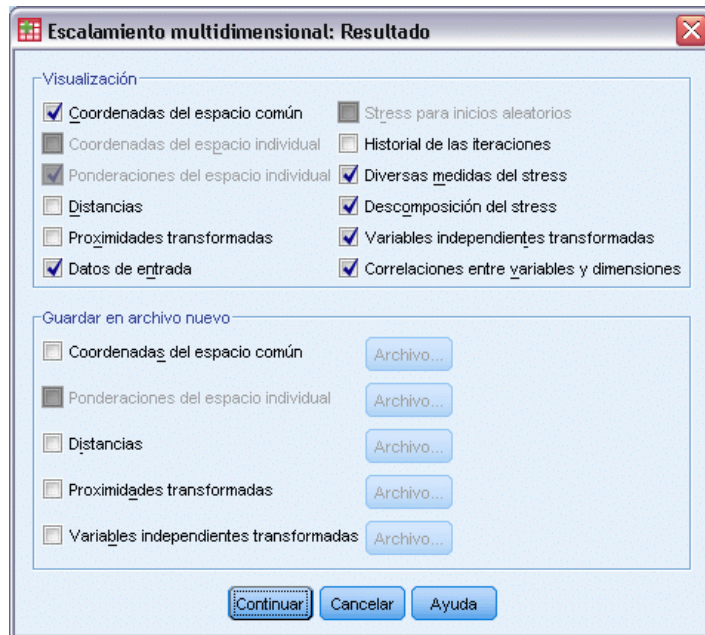 Escalamiento multidimensional: Resultado
Visualización
Coordenadas del espacio común
Stress para inicios aleatorios
Coordenadas del espacio individual
Historial de las iteraciones
Ponderaciones del espacio individual
Diversas medidas del stress
Distancias
Descomposición del stress
Proximidades transformadas
Variables independientes transformadas
Datos de entrada
Correlaciones entre variables y dimensiones
Guardar en archivo nuevo
Coordenadas del espacio común
Archivo...
Ponderaciones del espacio individual
Archivo...
Distancias
Archivo...
Proximidades transformadas
Archivo...
Variables independientes transformadas
Archivo...
Continuar
Cancelar
Ayuda